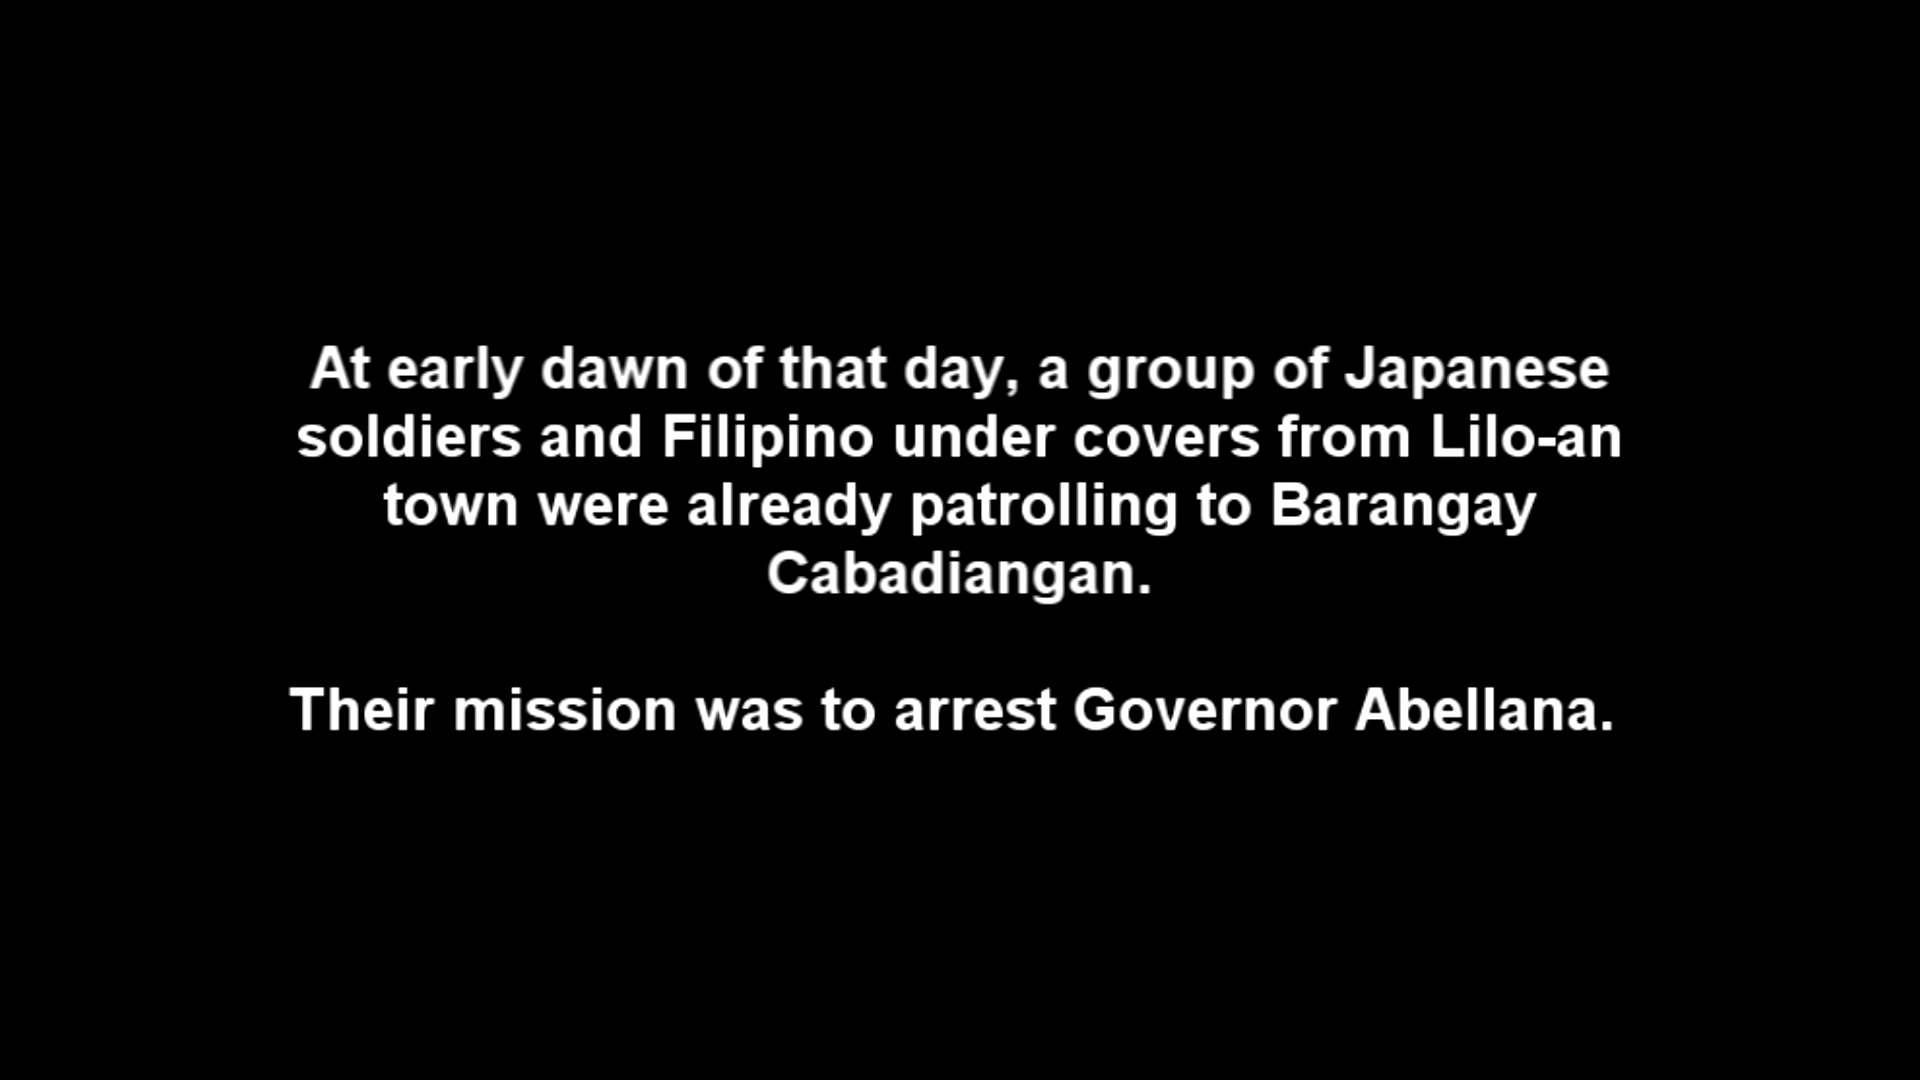 At early dawn of that day, a group of Japanese
soldiers and Filipino under covers from Lilo-an
town were already patrolling to Barangay
Cabadiangan.
Their mission was to arrest Governor Abellana.